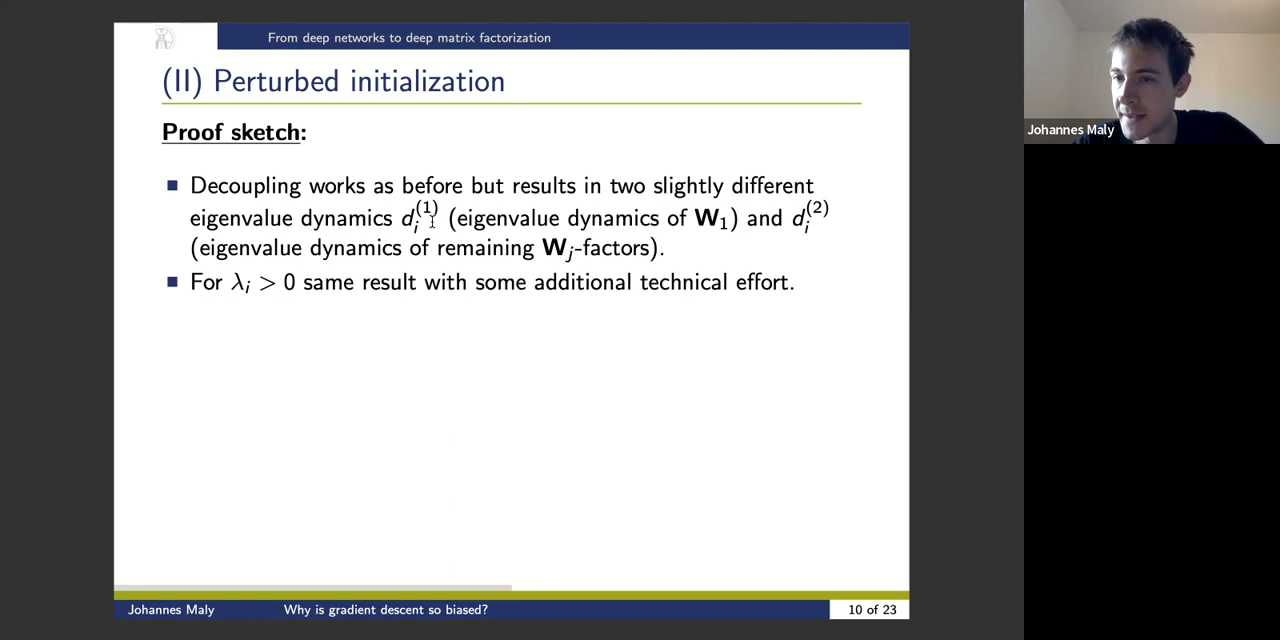 From deep networks to deep matrix factorization
(II) Perturbed initialization
Proof sketch:
Decoupling works as before but results in two slightly different
eigenvalue dynamics d_i^{(1)} (eigenvalue dynamics of W_1) and d_i^{(2)}
(eigenvalue dynamics of remaining W_j-factors).
For λ_i > 0 same result with some additional technical effort.
Johannes Maly
Why is gradient descent so biased?
10 of 23
Johannes Maly